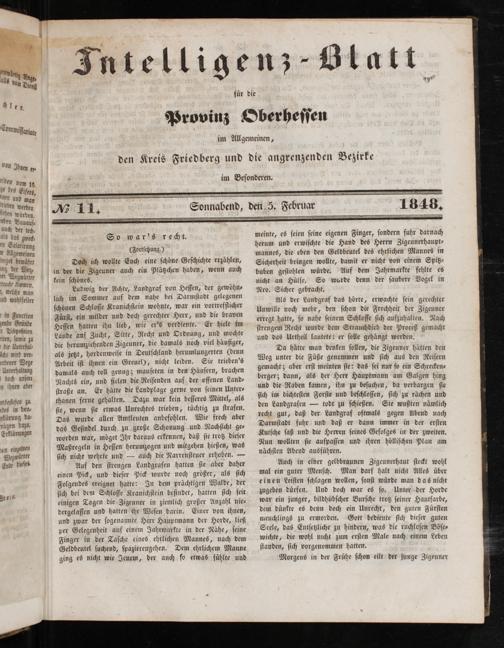 Intelligenz-Blatt
für die
Provinz Oberhessen
im Allgemeinen,
den Kreis Friedberg und die angrenzenden Bezirke
im Besonderen.
№ 11. Sonnabend, den 5. Februar 1848.
So war's recht.
(Fortsetzung.)
Doch ich wollte Euch eine schöne Geschichte erzählen,
in der die Zigeuner auch ein Plätzchen haben, wenn auch
kein schönes.
Ludwig der Achte, Landgraf von Hessen, der gewöhn-
lich im Sommer auf dem nahe bei Darmstadt gelegenen
schönen Schlosse Kranichstein wohnte, war ein vortrefflicher
Fürst, ein milder und doch gerechter Herr, und die braven
Hessen hatten ihn lieb, wie er's verdiente. Er hielt im
Lande auf Zucht, Sitte, Recht und Ordnung, und mochte
die herumziehenden Zigeuner, die damals noch viel häufiger,
als jetzt, herdenweise in Deutschland herumlungerten (denn
Arbeit ist ihnen ein Greuel), nicht leiden. Sie trieben's
damals auch toll genug; mauseten in den Häusern, brachen
Nachts ein, und fielen die Reisenden auf der offenen Land-
straße an. Er hätte die Landplage gerne von seinen Unter-
thanen ferne gehalten. Dazu war kein besseres Mittel, als
sie, wenn sie etwas Unrechtes trieben, tüchtig zu strafen.
Das wurde aller Amtleuten anbefohlen. Wie frech aber
das Gesindel durch zu große Schonung und Nachsicht ge-
worden war, möget Ihr daraus erkennen, daß sie trotz dieser
Maßregeln in Hessen herumzogen und mitgehen hießen, was
sich nicht wehrte und — auch die Narrensteuer erhoben. —
Auf den strengen Landgrafen hatten sie aber daher
einen Pik, und dieser Pik wurde noch größer, als sich
Folgendes ereignet hatte: In dem prächtigen Walde, der
sich bei dem Schlosse Kranichstein befindet, hatten sich seit
einigen Tagen die Zigeuner in ziemlich großer Anzahl nie-
dergelassen und hatten ihr Wesen darin. Einer von ihnen,
und zwar der sogenannte Herr Hauptmann der Horde, ließ
per Gelegenheit auf einem Jahrmarkte in der Nähe, seine
Finger in der Tasche eines ehrlichen Mannes, nach dem
Geldbeutel suchend, spazierengehen. Dem ehrlichen Manne
ging es nicht wie Jenem, der auch so etwas fühlte und
meinte, es seien seine eigenen Finger, sondern fuhr darnach
herum und erwischte die Hand des Herrn Zigeunerhaupt-
mannes, die eben den Geldbeutel des ehrlichen Mannes in
Sicherheit bringen wollte, damit er nicht von einem Spitz-
buben gestohlen würde. Auf dem Jahrmarkte fehlte es
nicht an Hülfe. So wurde denn der saubere Vogel in
Nro. Sicher gebracht.
Als der Landgraf das hörte, erwachte sein gerechter
Unwille noch mehr, den schon die Frechheit der Zigeuner
erregt hatte, so nahe seinem Schlosse sich aufzuhalten. Nach
strengem Recht wurde dem Strauchdieb der Proceß gemacht
und das Urtheil lautete: er solle gehängt werden.
Da hätte man denken sollen, die Zigeuner hätten den
Weg unter die Füße genommen und sich aus den Reisern
gemacht; aber erst meinten sie: das sei nur so ein Schrecken-
berger; dann, als der Herr Hauptmann am Galgen hing
und die Raben kamen, ihn zu besuchen, da verbargen sie
sich im dichtesten Forste und beschlossen, sich zu rächen und
den Landgrafen — todt zu schießen. Sie wußten nämlich
recht gut, daß der Landgraf oftmals gegen Abend nach
Darmstadt fuhr und daß er dann immer in der ersten
Kutsche saß und die Herren seines Gefolges in der zweiten.
Nun wollten sie aufpassen und ihren höllischen Plan am
nächsten Abend ausführen.
Auch in einer gelbbraunen Zigeunerhaut steckt wohl
mal ein guter Mensch. Man darf halt nicht Alles über
einen Leisten schlagen wollen, sonst würde man das nicht
zugeben dürfen. Und doch war es so. Unter der Horde
war ein junger, bildhübscher Bursche trotz seiner Hautfarbe,
den dünkte es denn doch ein Unrecht, den guten Fürsten
meuchlings zu ermorden. Gott bediente sich dieser guten
Seele, das Entsetzliche zu hindern, was die ruchlosen Böse-
wichte, die wohl nicht zum ersten Male nach einem Leben
standen, sich vorgenommen hatten.
Morgens in der Frühe schon eilt der junge Zigeuner